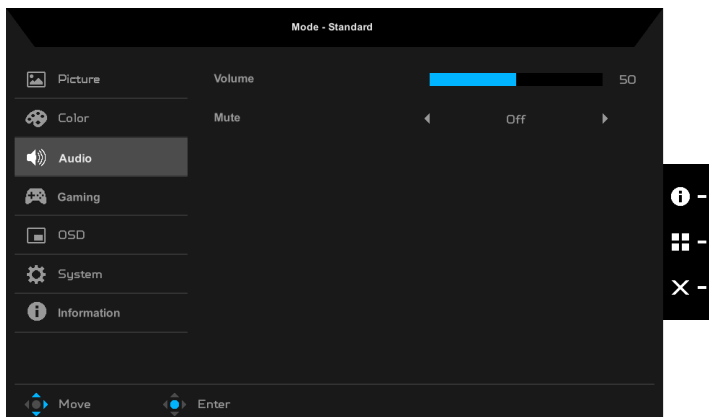 Mode - Standard
Picture
Volume
50
Color
Mute
Off
Audio
Gaming
OSD
System
Information
Move
Enter